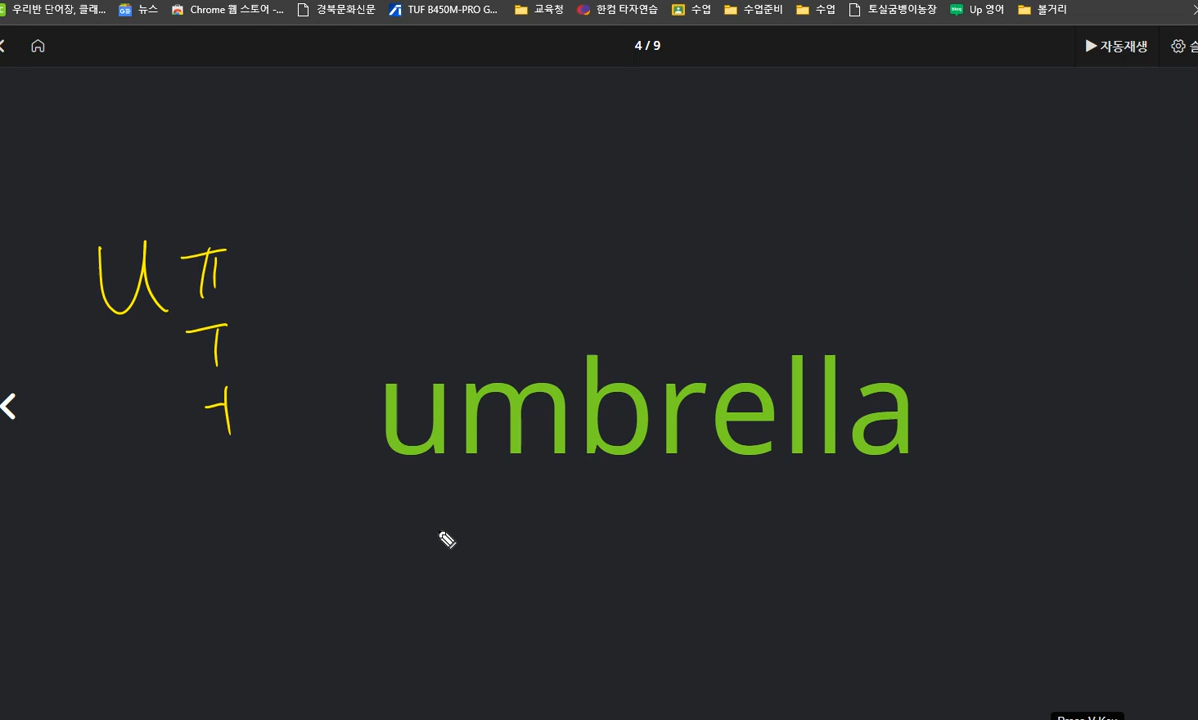 우리반 단어장, 클래... 뉴스 Chrome 웹 스토어 -... 경북문화신문 TUF B450M-PRO G... 교육청 한컴 타자연습 수업 수업준비 수업 토실굼벵이농장 Up 영어 볼거리
4 / 9 ▶자동재생 슬
U ㅠ
ㅜ
ㅓ
umbrella